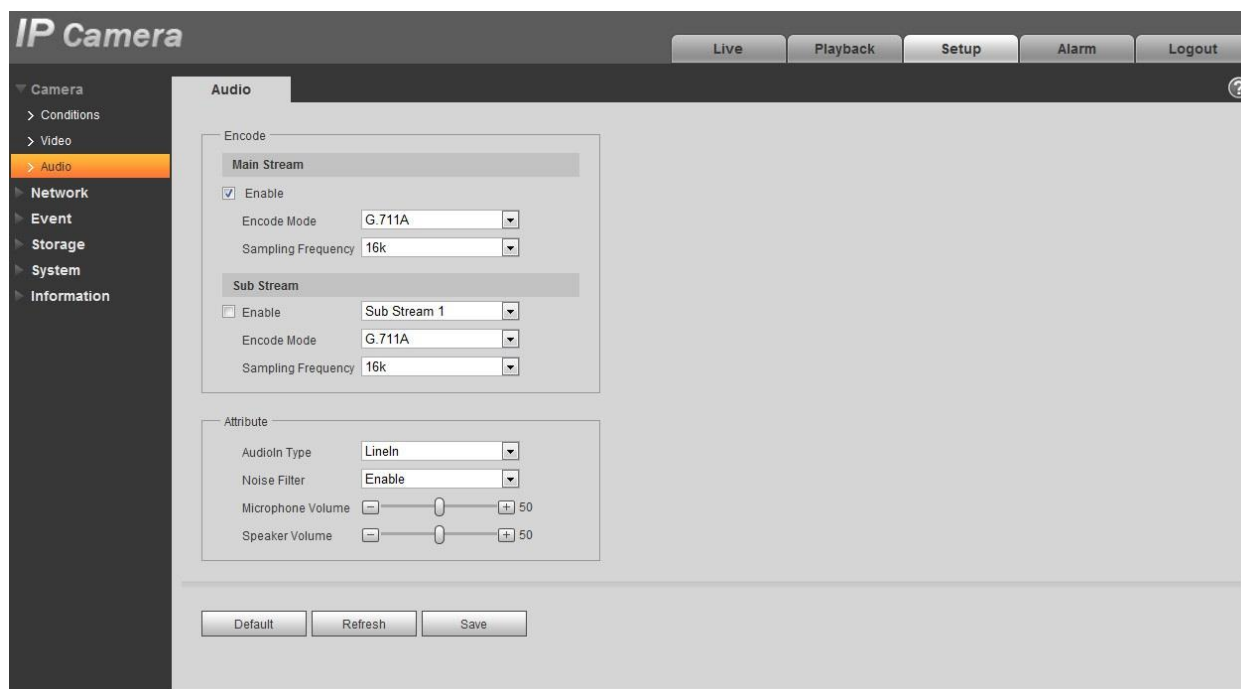 IP Camera
Live Playback Setup Alarm Logout
Camera
Conditions
Video
Audio
Network
Event
Storage
System
Information
Audio
?
Encode
Main Stream
Enable
Encode Mode G.711A
Sampling Frequency 16k
Sub Stream
Enable Sub Stream 1
Encode Mode G.711A
Sampling Frequency 16k
Attribute
AudioIn Type LineIn
Noise Filter Enable
Microphone Volume - + 50
Speaker Volume - + 50
Default Refresh Save